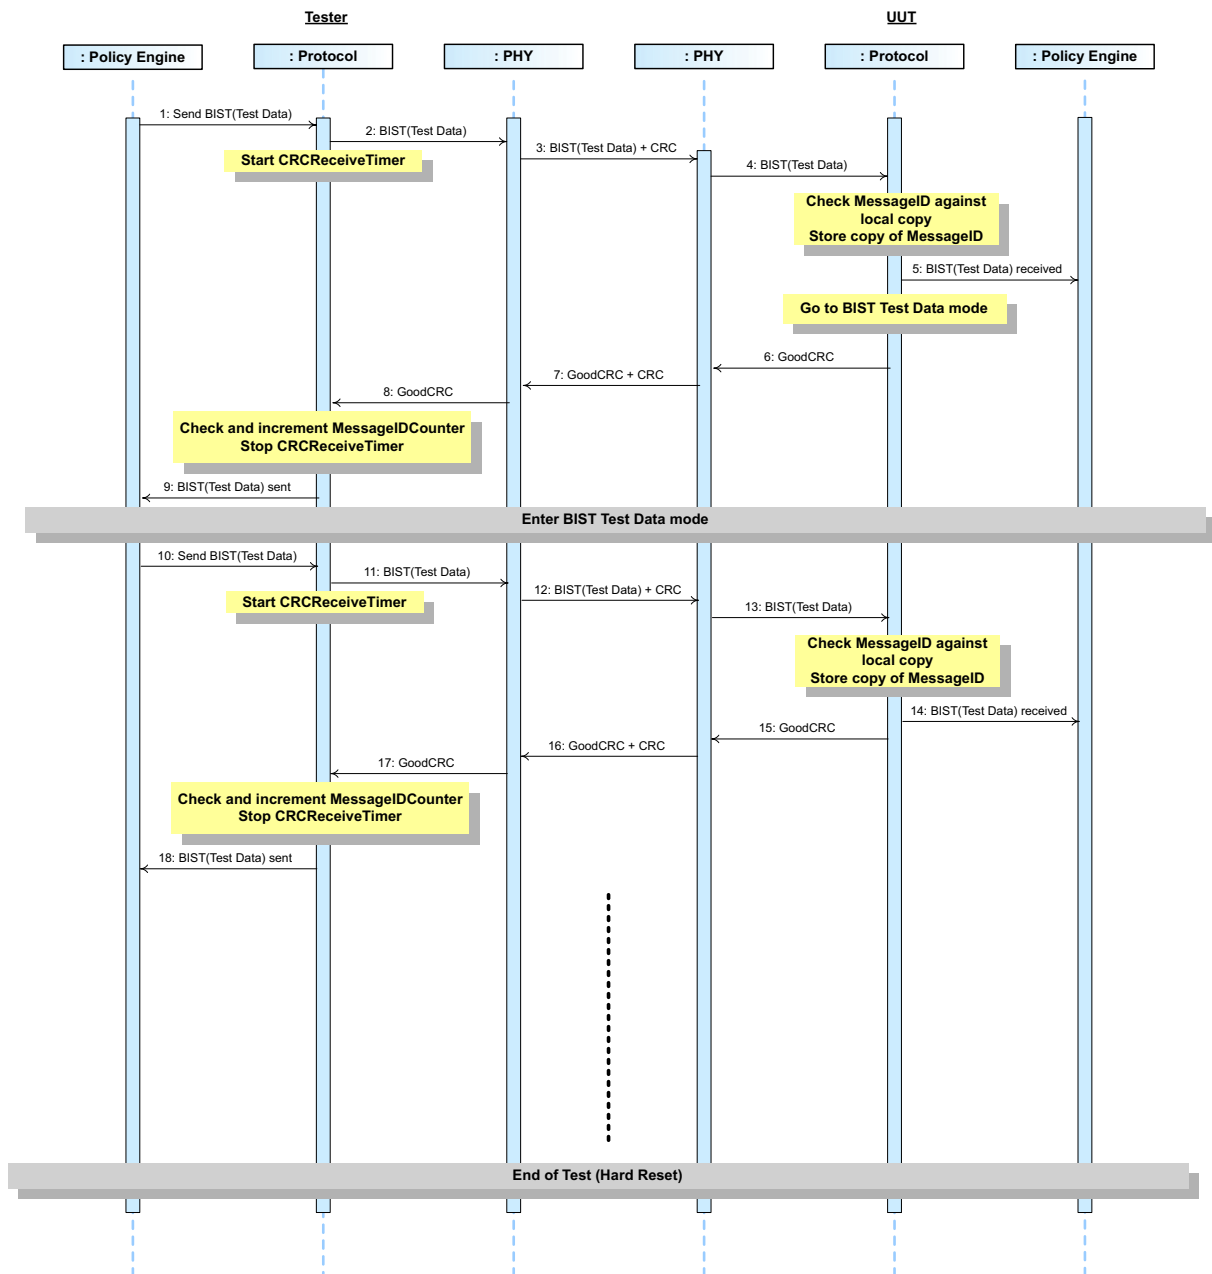 Tester
UUT
: Policy Engine
: Protocol
: PHY
: PHY
: Protocol
: Policy Engine
1: Send BIST(Test Data)
2: BIST(Test Data)
3: BIST(Test Data) + CRC
Start CRCReceiveTimer
4: BIST(Test Data)
Check MessageID against
local copy
Store copy of MessageID
5: BIST(Test Data) received
Go to BIST Test Data mode
6: GoodCRC
7: GoodCRC + CRC
8: GoodCRC
Check and increment MessageIDCounter
Stop CRCReceiveTimer
9: BIST(Test Data) sent
Enter BIST Test Data mode
10: Send BIST(Test Data)
11: BIST(Test Data)
12: BIST(Test Data) + CRC
Start CRCReceiveTimer
13: BIST(Test Data)
Check MessageID against
local copy
Store copy of MessageID
14: BIST(Test Data) received
15: GoodCRC
16: GoodCRC + CRC
17: GoodCRC
Check and increment MessageIDCounter
Stop CRCReceiveTimer
18: BIST(Test Data) sent
End of Test (Hard Reset)